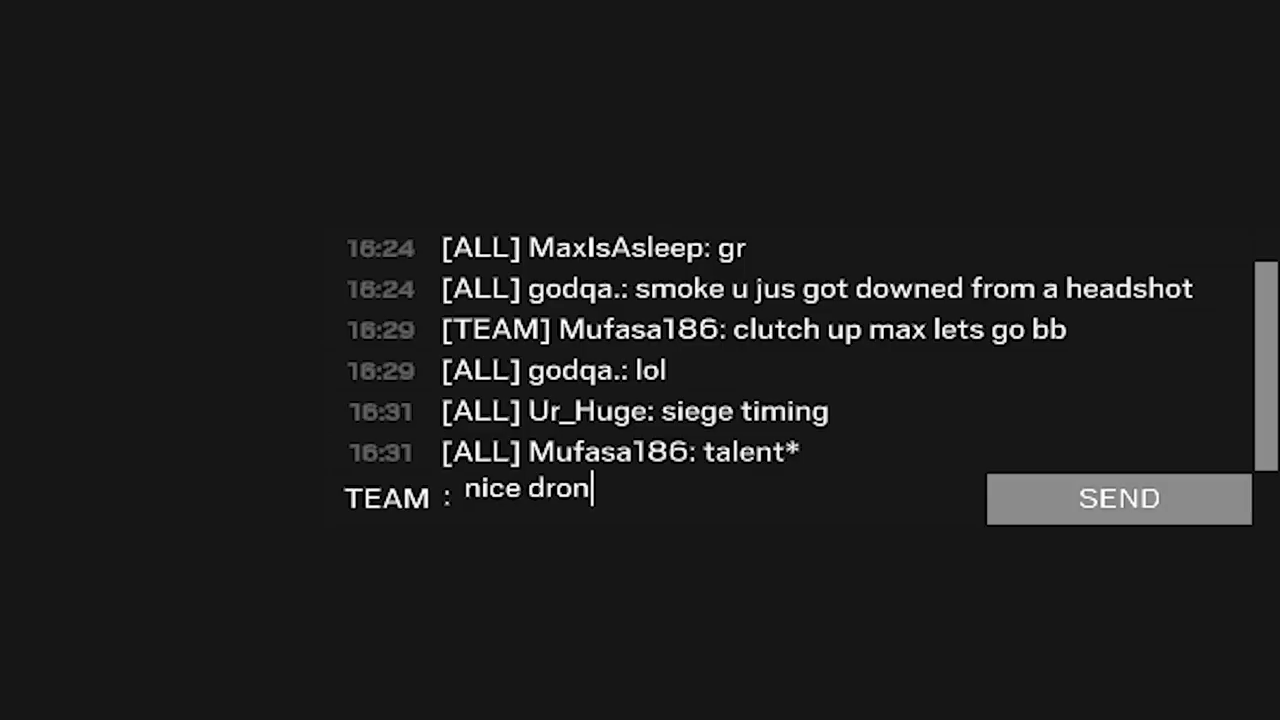 16:24 [ALL] MaxIsAsleep: gr
16:24 [ALL] godqa.: smoke u jus got downed from a headshot
16:29 [TEAM] Mufasa186: clutch up max lets go bb
16:29 [ALL] godqa.: lol
16:31 [ALL] Ur_Huge: siege timing
16:31 [ALL] Mufasa186: talent*
TEAM : nice dron SEND